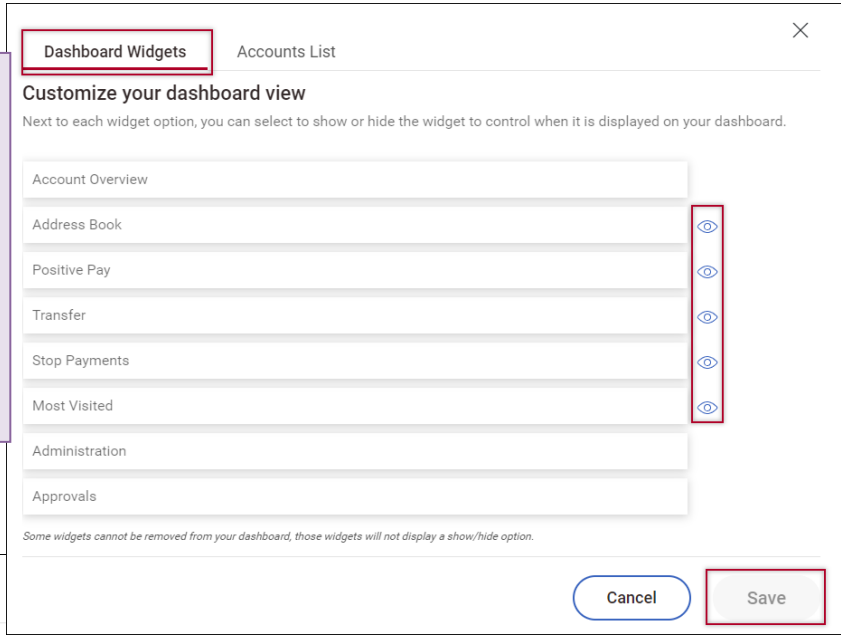 Dashboard Widgets
Accounts List
Customize your dashboard view
Next to each widget option, you can select to show or hide the widget to control when it is displayed on your dashboard.
Account Overview
Address Book
Positive Pay
Transfer
Stop Payments
Most Visited
Administration
Approvals
Some widgets cannot be removed from your dashboard, those widgets will not display a show/hide option.
Cancel
Save